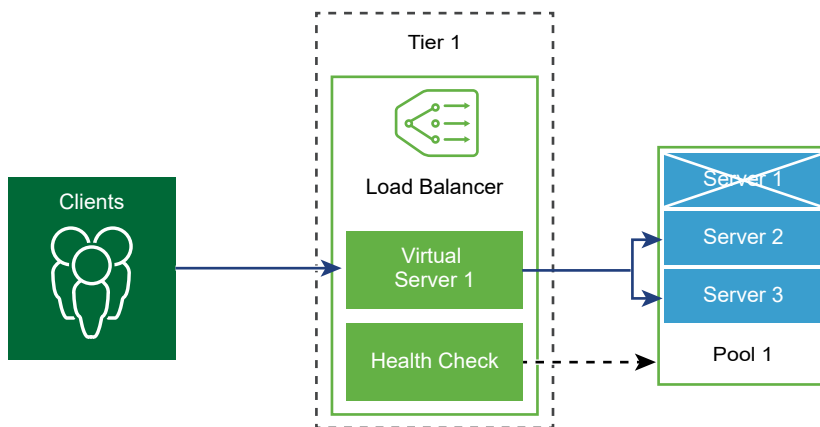 Tier 1
Load Balancer
Clients
Virtual
Server 1
Health Check
Server 1
Server 2
Server 3
Pool 1